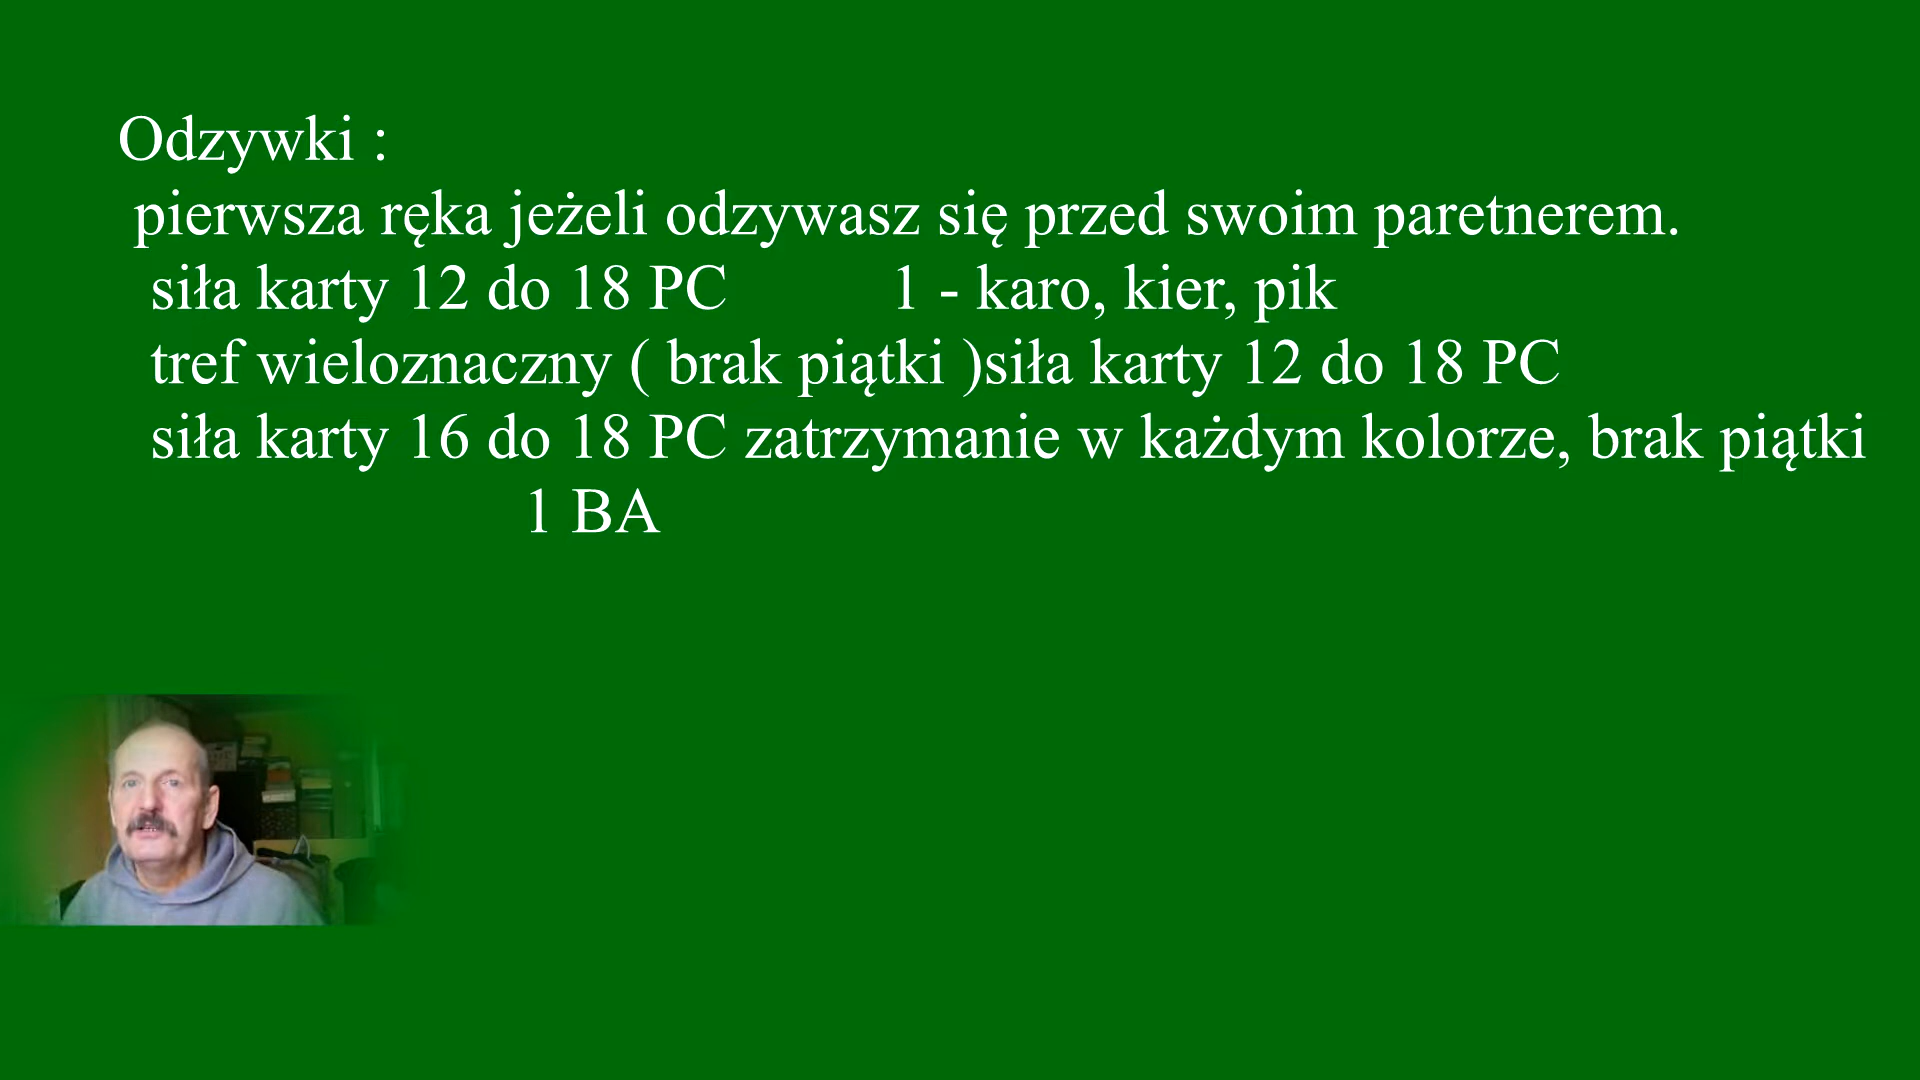 Odzywki :
pierwsza ręka jeżeli odzywasz się przed swoim paretnerem.
siła karty 12 do 18 PC 1 - karo, kier, pik
tref wieloznaczny ( brak piątki )siła karty 12 do 18 PC
siła karty 16 do 18 PC zatrzymanie w każdym kolorze, brak piątki
1 BA